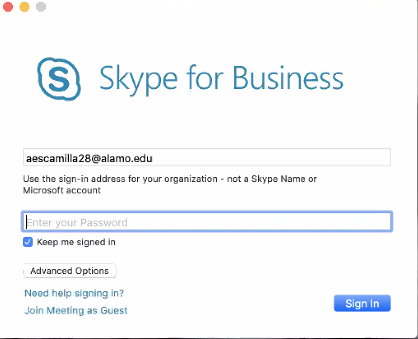 Skype for Business
aescamilla28@alamo.edu
Use the sign-in address for your organization - not a Skype Name or
Microsoft account
Enter your Password
Keep me signed in
Advanced Options
Need help signing in?
Sign In
Join Meeting as Guest